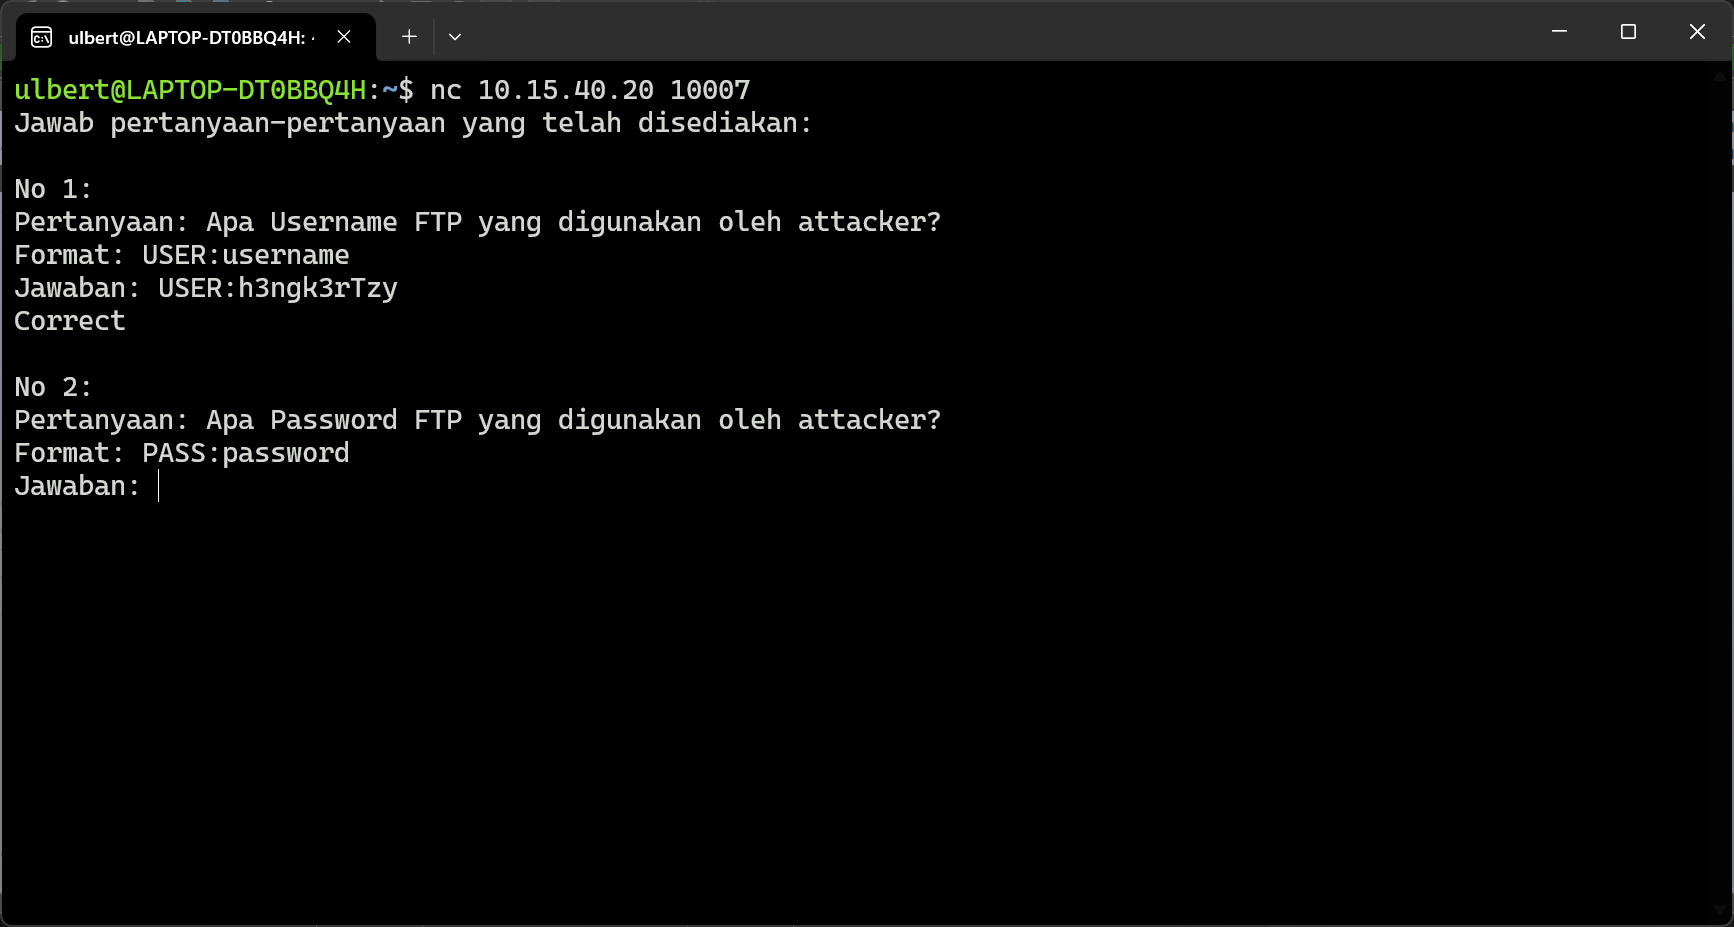 ulbert@LAPTOP-DT0BBQ4H:
ulbert@LAPTOP-DT0BBQ4H:~$ nc 10.15.40.20 10007
Jawab pertanyaan-pertanyaan yang telah disediakan:
No 1:
Pertanyaan: Apa Username FTP yang digunakan oleh attacker?
Format: USER:username
Jawaban: USER:h3ngk3rTzy
Correct
No 2:
Pertanyaan: Apa Password FTP yang digunakan oleh attacker?
Format: PASS:password
Jawaban: